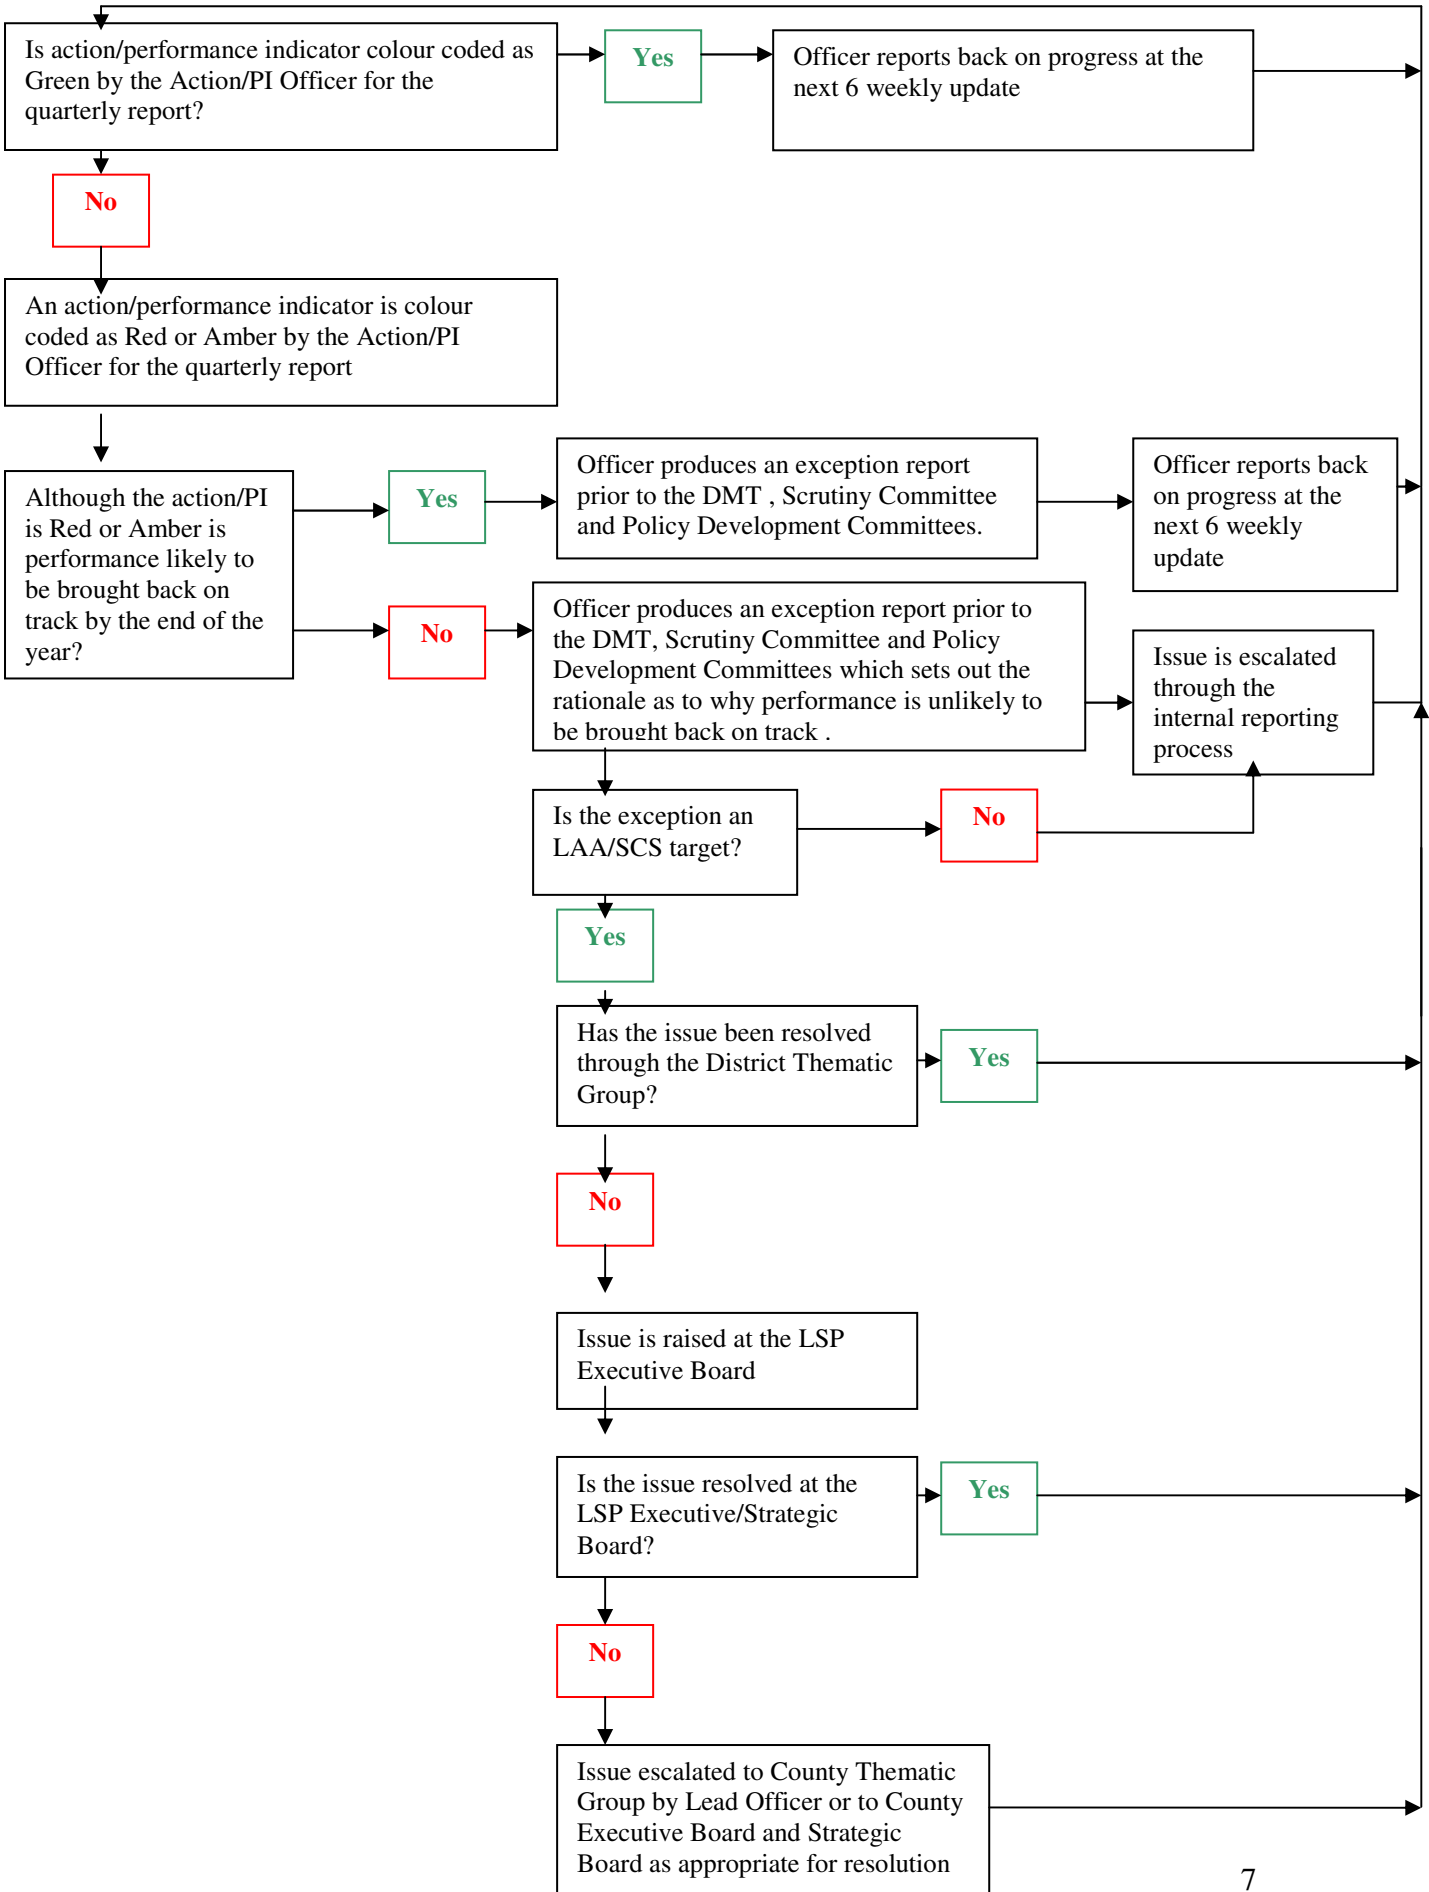 Is action/performance indicator colour coded as
Green by the Action/PI Officer for the
quarterly report?
Yes
Officer reports back on progress at the
next 6 weekly update
No
An action/performance indicator is colour
coded as Red or Amber by the Action/PI
Officer for the quarterly report
Although the action/PI
is Red or Amber is
performance likely to
be brought back on
track by the end of the
year?
Yes
Officer produces an exception report
prior to the DMT , Scrutiny Committee
and Policy Development Committees.
Officer reports back
on progress at the
next 6 weekly
update
No
Officer produces an exception report prior to
the DMT, Scrutiny Committee and Policy
Development Committees which sets out the
rationale as to why performance is unlikely to
be brought back on track .
Issue is escalated
through the
internal reporting
process
Is the exception an
LAA/SCS target?
No
Yes
Has the issue been resolved
through the District Thematic
Group?
Yes
No
Issue is raised at the LSP
Executive Board
Is the issue resolved at the
LSP Executive/Strategic
Board?
Yes
No
Issue escalated to County Thematic
Group by Lead Officer or to County
Executive Board and Strategic
Board as appropriate for resolution
7